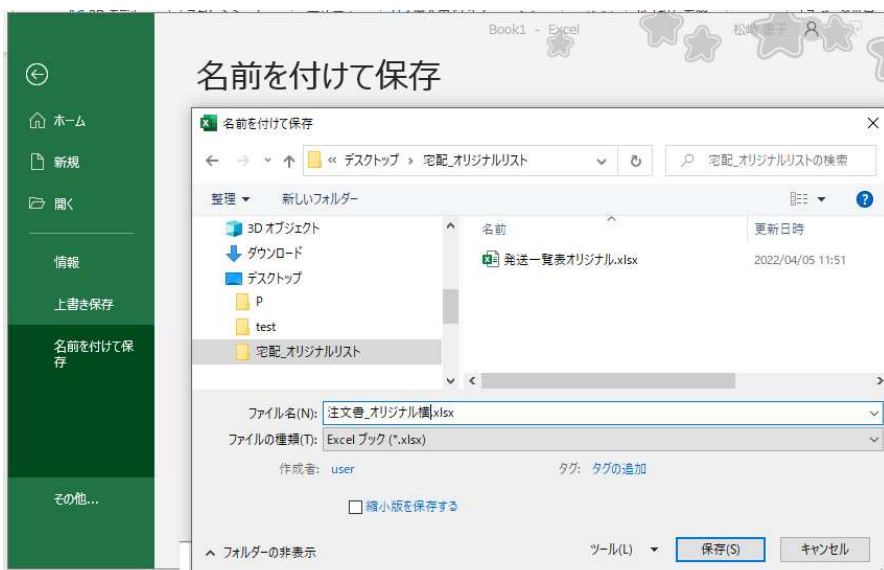 Book1 - Excel
名前を付けて保存
ホーム
新規
開く
情報
上書き保存
名前を付けて保
存
その他...
名前を付けて保存
« デスクトップ › 宅配_オリジナルリスト
宅配_オリジナルリストの検索
整理 新しいフォルダー
3D オブジェクト
ダウンロード
デスクトップ
P
test
宅配_オリジナルリスト
名前 更新日時
発送一覧表オリジナル.xlsx 2022/04/05 11:51
ファイル名(N): 注文書_オリジナル横.xlsx
ファイルの種類(T): Excel ブック (*.xlsx)
作成者: user タグ: タグの追加
縮小版を保存する
フォルダーの非表示 ツール(L) 保存(S) キャンセル